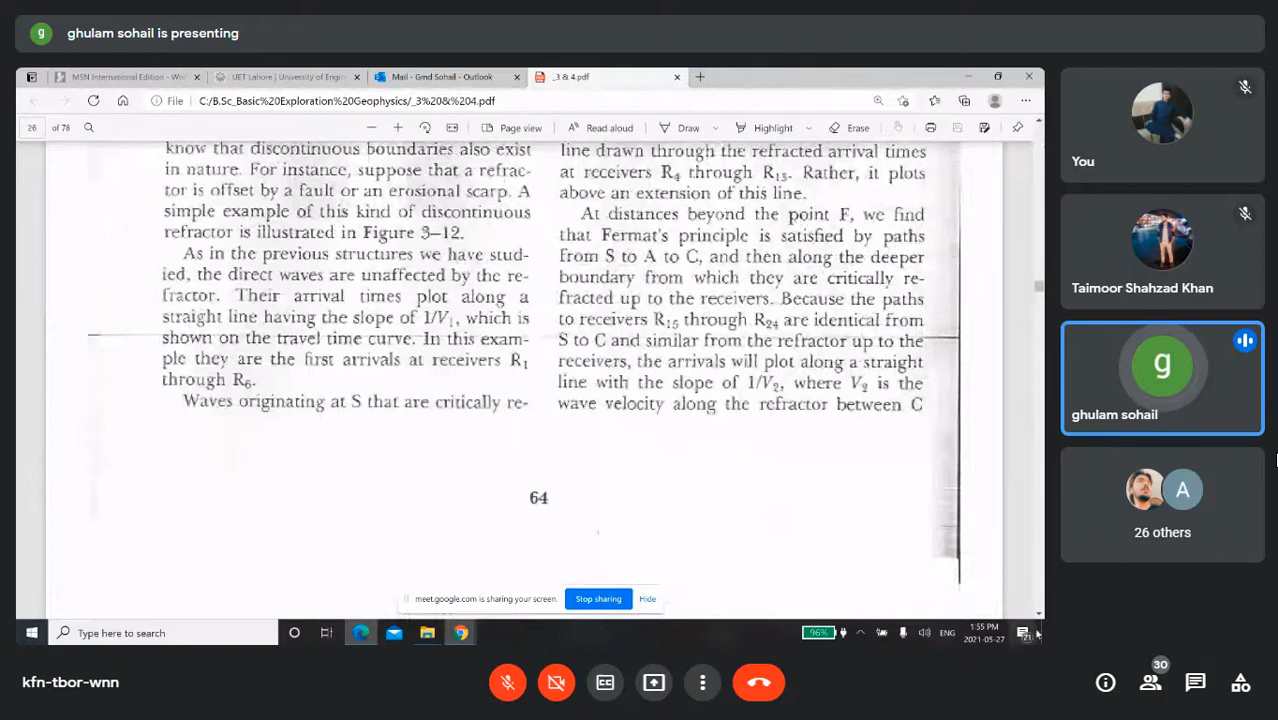 g ghulam sohail is presenting
MSN International Edition - Wo
UET Lahore | University of Engin
Mail - Gmd Sohail - Outlook
_3 & 4.pdf
File C:/B.Sc_Basic%20Exploration%20Geophysics/_3%20&%204.pdf
26 of 78
Page view
Read aloud
Draw
Highlight
Erase
know that discontinuous boundaries also exist
in nature. For instance, suppose that a refrac-
tor is offset by a fault or an erosional scarp. A
simple example of this kind of discontinuous
refractor is illustrated in Figure 3–12.
As in the previous structures we have stud-
ied, the direct waves are unaffected by the re-
fractor. Their arrival times plot along a
straight line having the slope of 1/V₁, which is
shown on the travel time curve. In this exam-
ple they are the first arrivals at receivers R₁
through R₆.
Waves originating at S that are critically re-
line drawn through the refracted arrival times
at receivers R₄ through R₁₅. Rather, it plots
above an extension of this line.
At distances beyond the point F, we find
that Fermat's principle is satisfied by paths
from S to A to C, and then along the deeper
boundary from which they are critically re-
fracted up to the receivers. Because the paths
to receivers R₁₅ through R₂₄ are identical from
S to C and similar from the refractor up to the
receivers, the arrivals will plot along a straight
line with the slope of 1/V₂, where V₂ is the
wave velocity along the refractor between C
64
meet.google.com is sharing your screen.
Stop sharing
Hide
Type here to search
96%
ENG
1:55 PM
2021-05-27
21
You
Taimoor Shahzad Khan
g
ghulam sohail
A
26 others
kfn-tbor-wnn
30